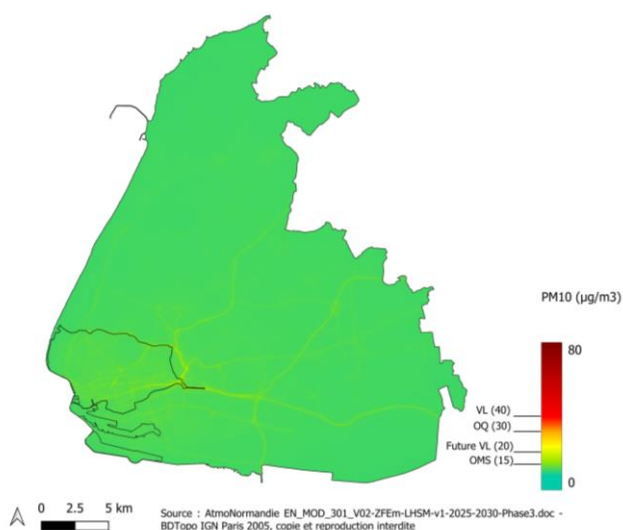 PM10 (µg/m3)
80
VL (40)
OQ (30)
Future VL (20)
OMS (15)
0
0 2.5 5 km
Source : AtmoNormandie EN_MOD_301_V02-ZFEm-LHSM-v1-2025-2030-Phase3.doc -
BDTopo IGN Paris 2005, copie et reproduction interdite